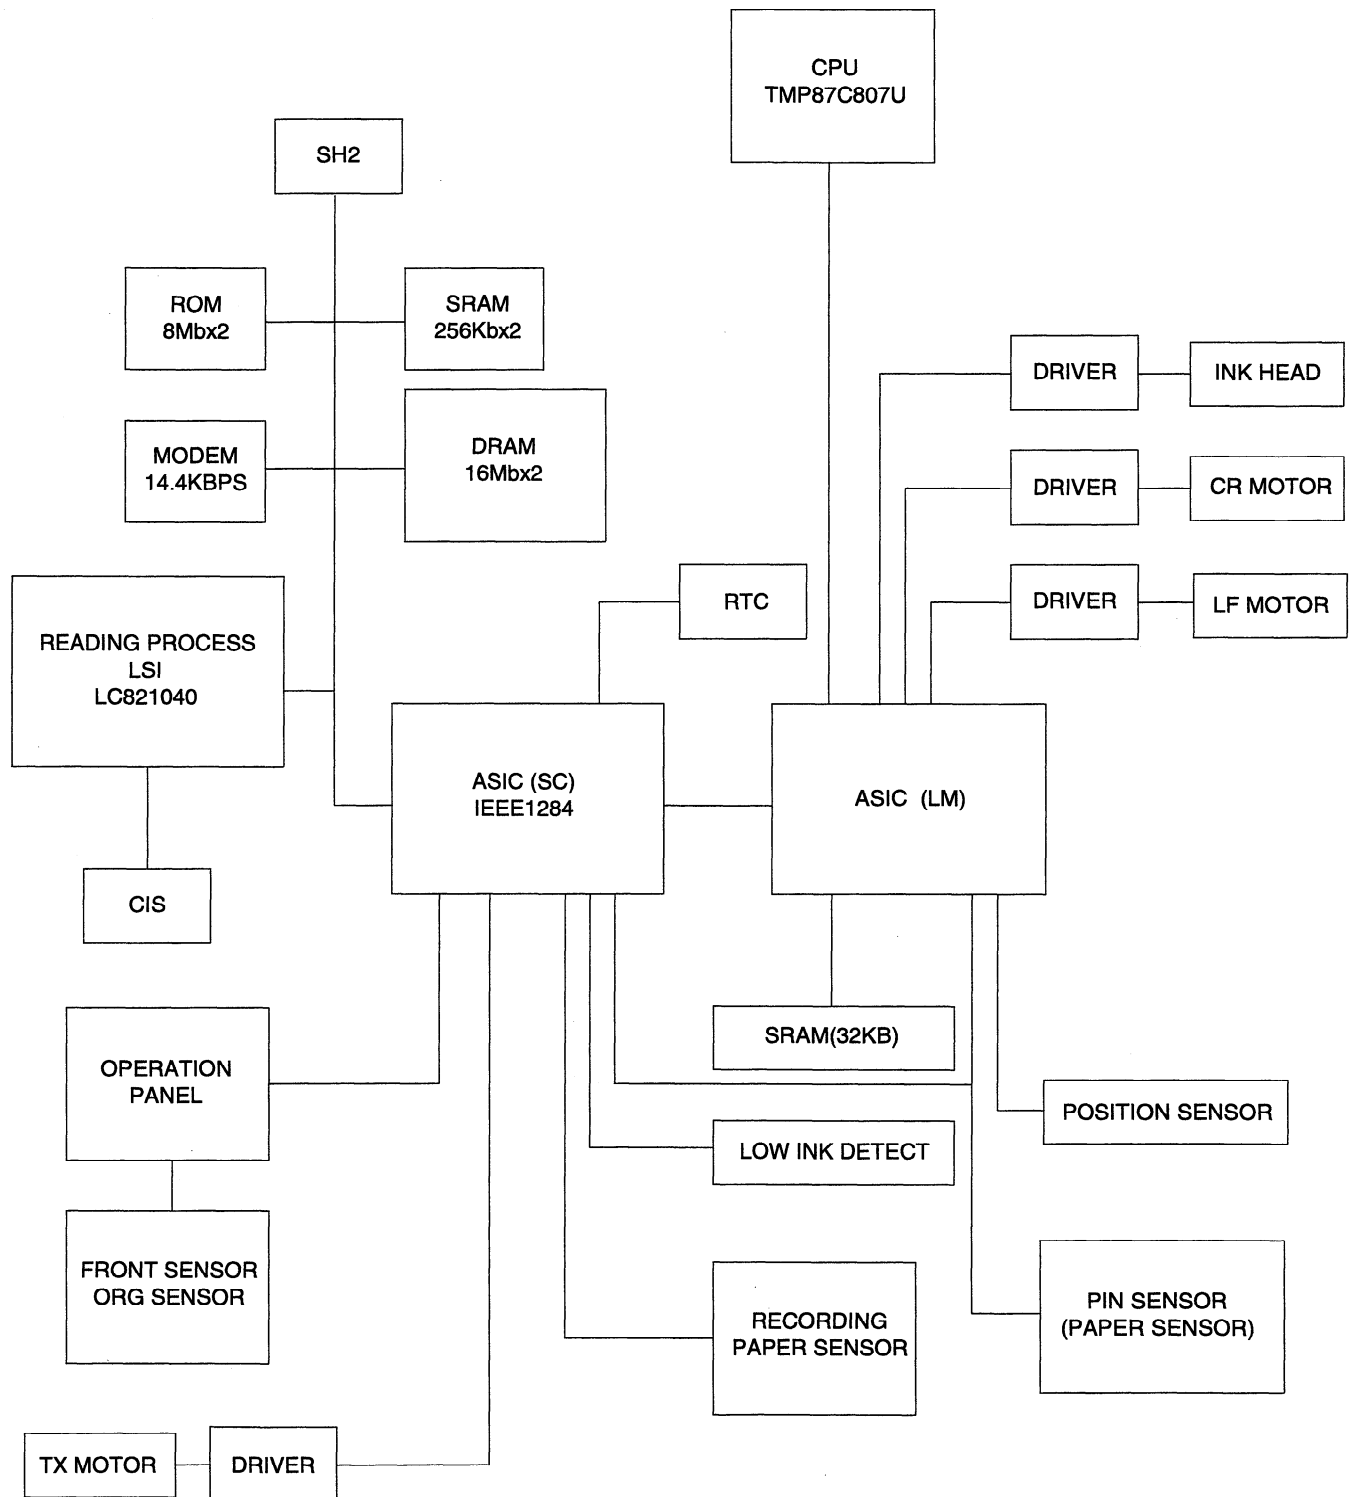 CPU
TMP87C807U
SH2
ROM
8Mbx2
SRAM
256Kbx2
DRIVER
INK HEAD
MODEM
14.4KBPS
DRAM
16Mbx2
DRIVER
CR MOTOR
RTC
DRIVER
LF MOTOR
READING PROCESS
LSI
LC821040
ASIC (SC)
IEEE1284
ASIC (LM)
CIS
SRAM(32KB)
OPERATION
PANEL
POSITION SENSOR
LOW INK DETECT
FRONT SENSOR
ORG SENSOR
RECORDING
PAPER SENSOR
PIN SENSOR
(PAPER SENSOR)
TX MOTOR
DRIVER